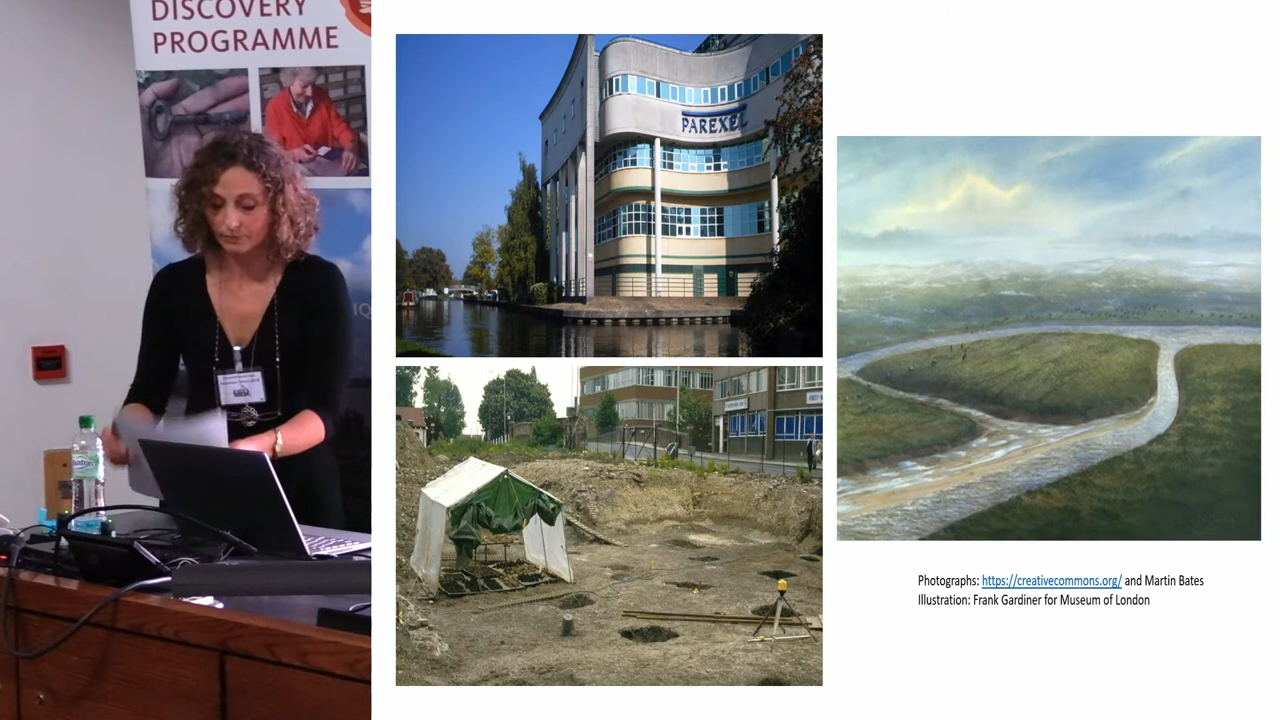 DISCOVERY
PROGRAMME
PAREXEL
Photographs: https://creativecommons.org/ and Martin Bates
Illustration: Frank Gardiner for Museum of London